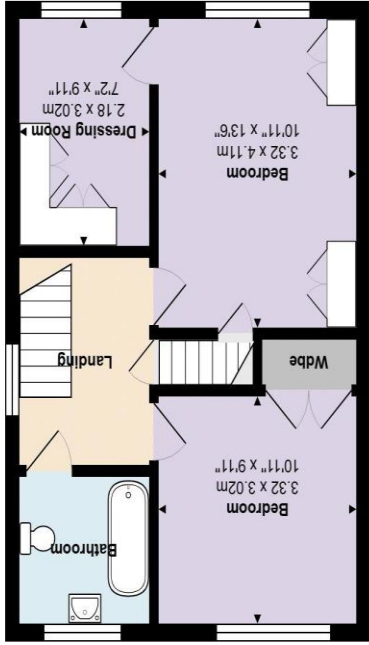 Bathroom
Bedroom
3.32 x 3.02m
10'11" x 9'11"
Wdbe
Landing
Bedroom
3.32 x 4.11m
10'11" x 13'6"
Dressing Room
2.18 x 3.02m
7'2" x 9'11"